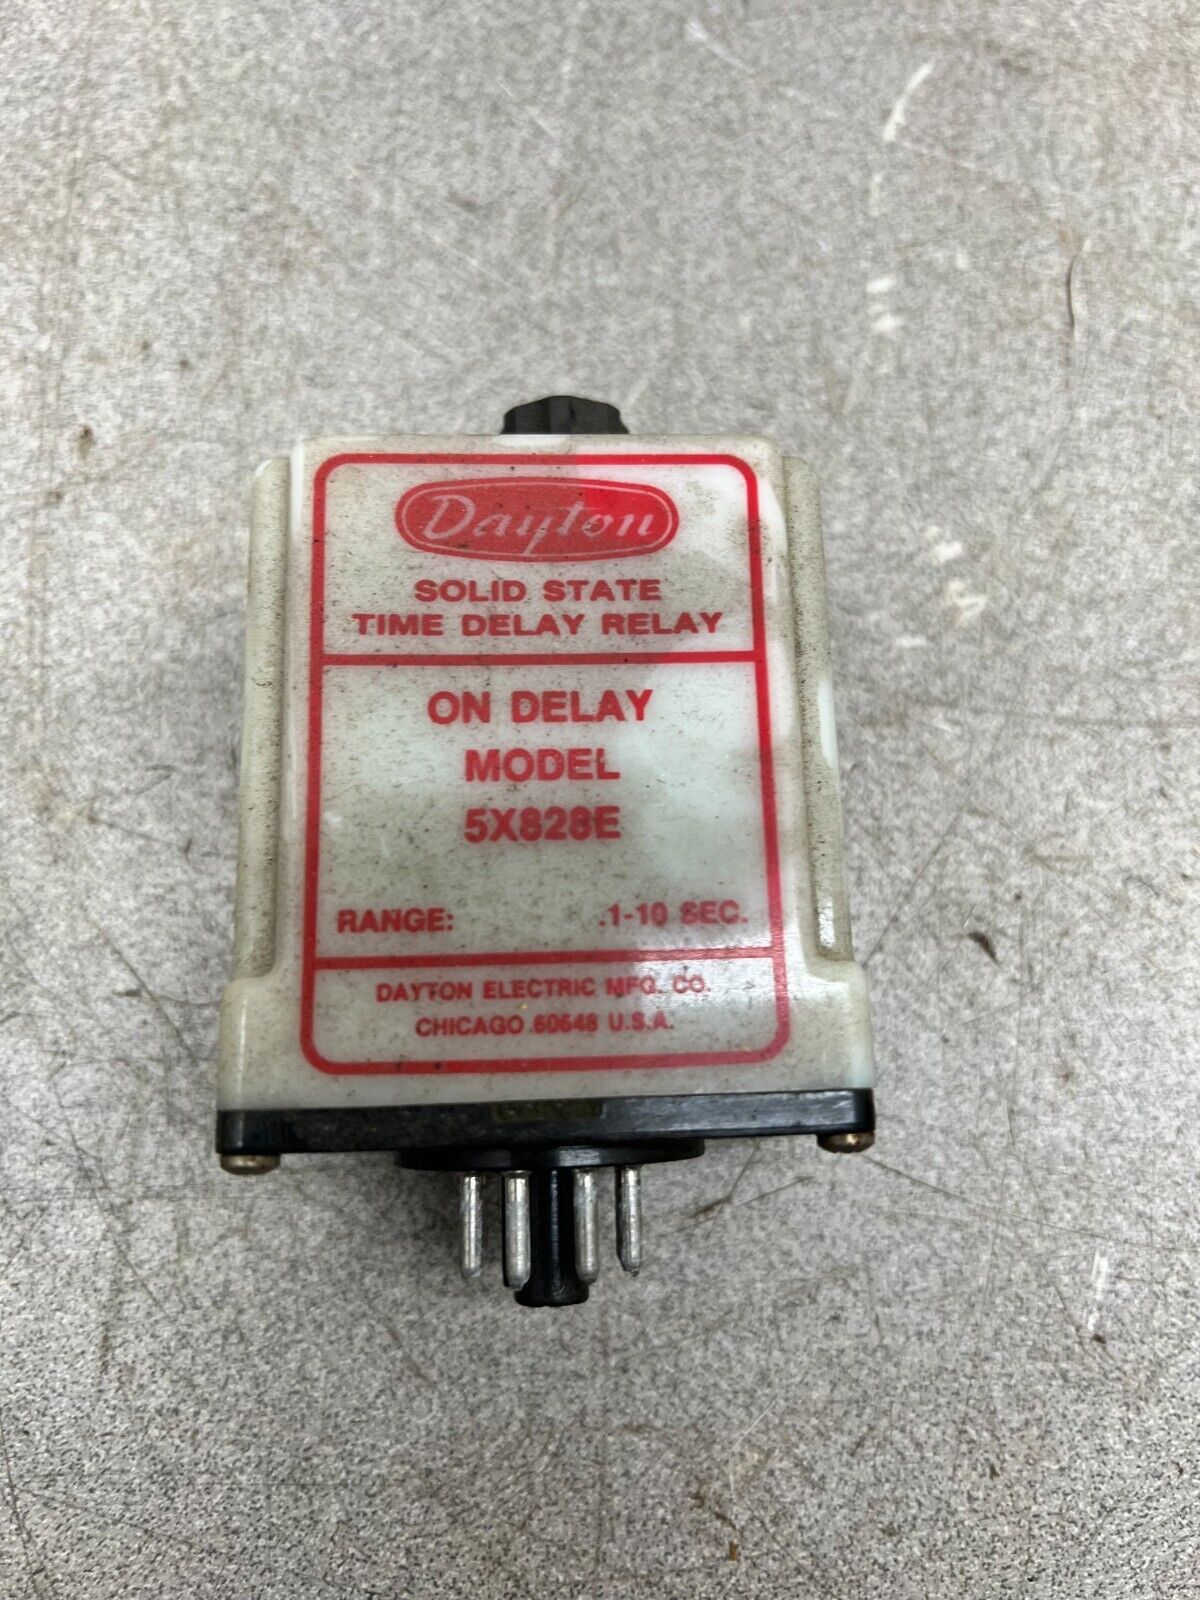 Dayton
SOLID STATE
TIME DELAY RELAY
ON DELAY
MODEL
5X828E
RANGE: .1-10 SEC.
DAYTON ELECTRIC MFG. CO.
CHICAGO 60648 U.S.A.